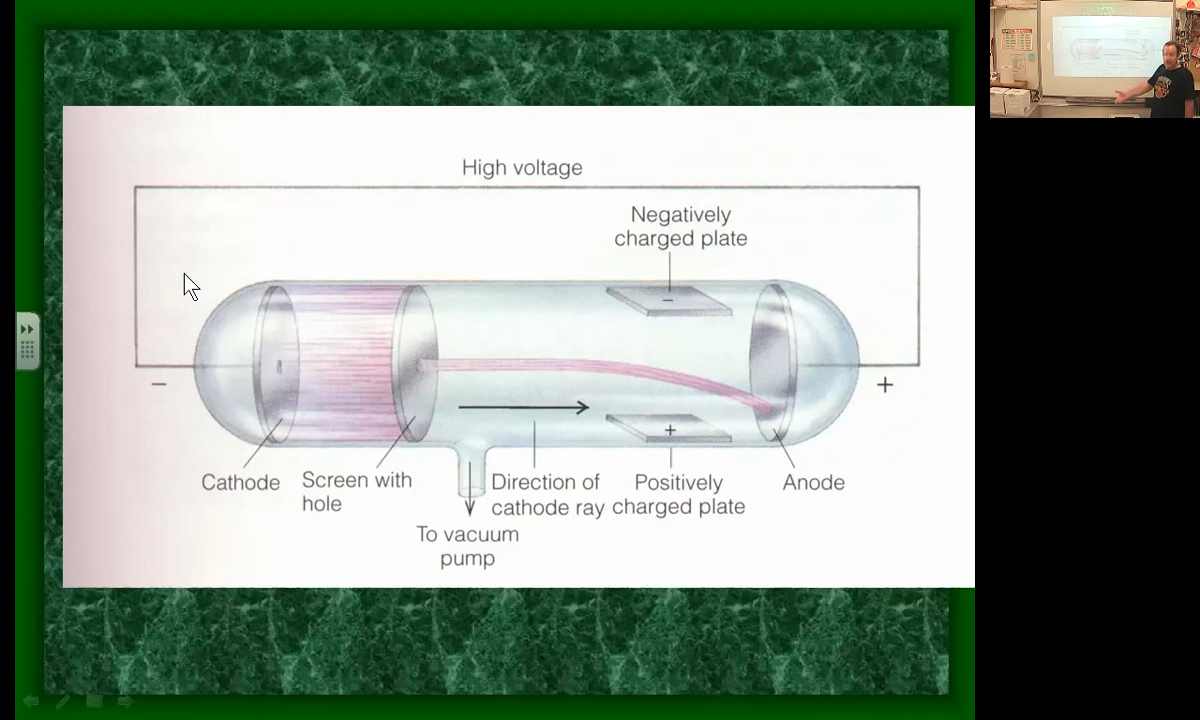 High voltage
Negatively
charged plate
−
−
+
+
Cathode
Screen with
hole
Direction of
cathode ray
Positively
charged plate
Anode
To vacuum
pump